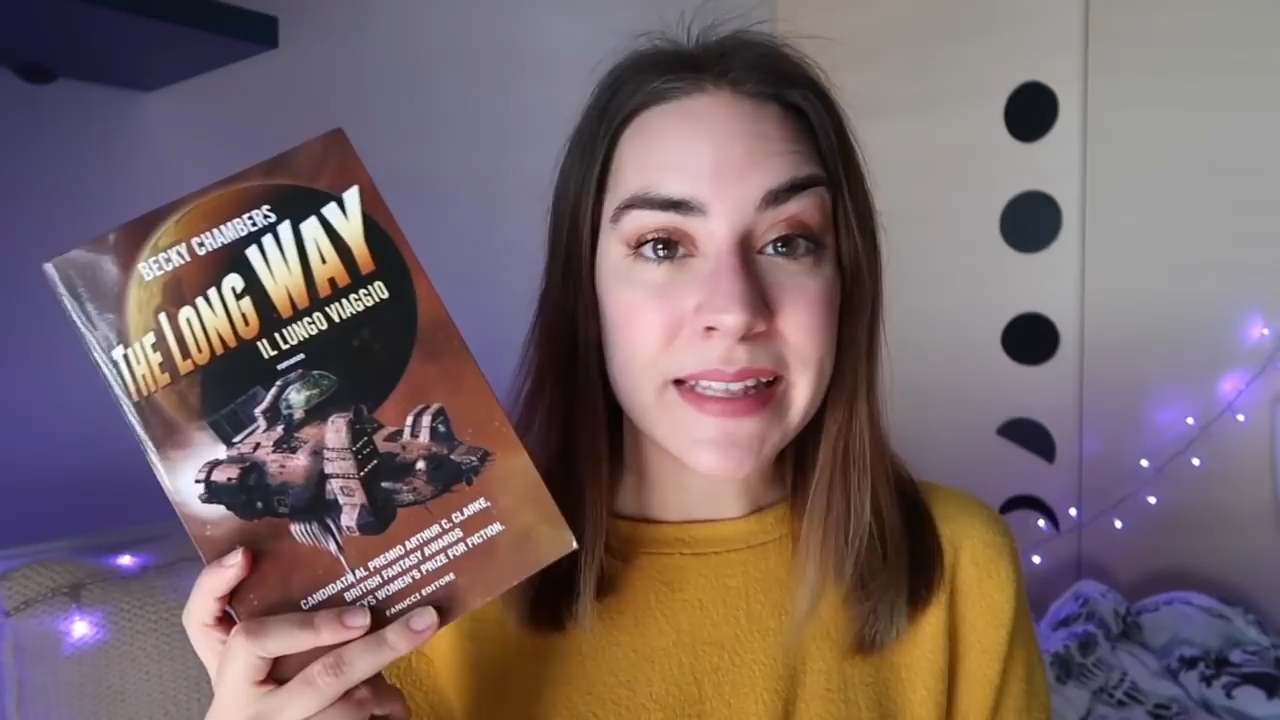 BECKY CHAMBERS
THE LONG WAY
IL LUNGO VIAGGIO
romanzo
CANDIDATA AL PREMIO ARTHUR C. CLARKE,
BRITISH FANTASY AWARDS
WOMEN'S PRIZE FOR FICTION.
FANUCCI EDITORE